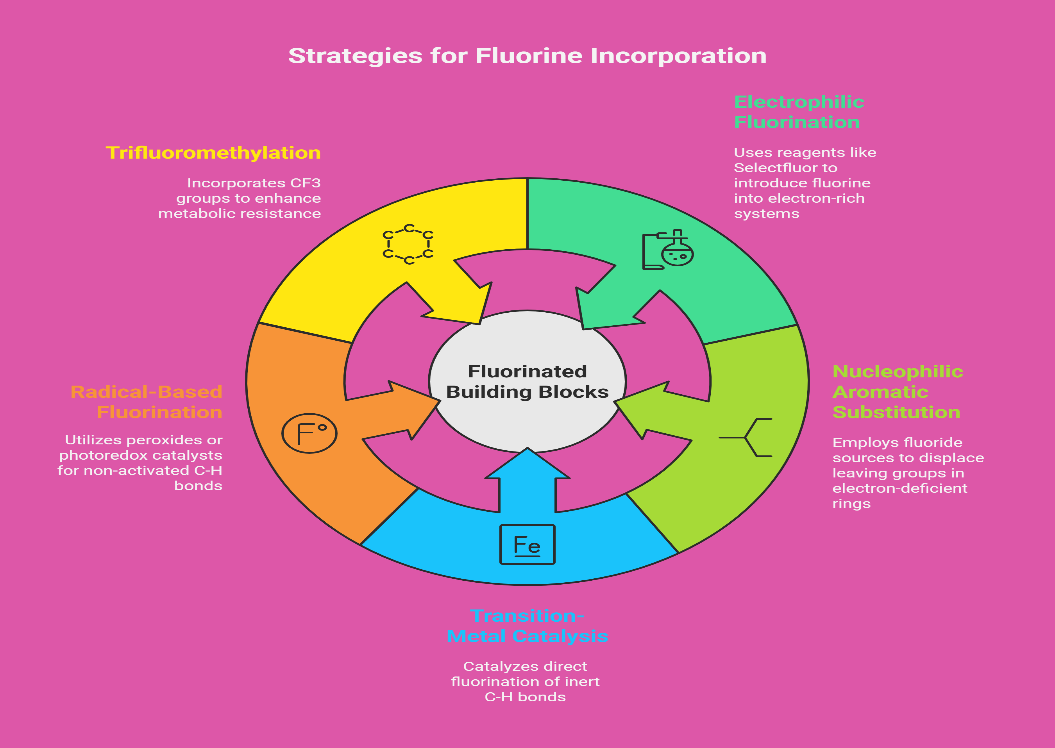 Strategies for Fluorine Incorporation
Electrophilic
Fluorination
Uses reagents like
Selectfluor to
introduce fluorine
into electron-rich
systems
Trifluoromethylation
Incorporates CF3
groups to enhance
metabolic resistance
C
C
C
C
C
C
Fluorinated
Building Blocks
Nucleophilic
Aromatic
Substitution
Employs fluoride
sources to displace
leaving groups in
electron-deficient
rings
Radical-Based
Fluorination
Utilizes peroxides or
photoredox catalysts
for non-activated C-H
bonds
F°
Fe
Transition-
Metal Catalysis
Catalyzes direct
fluorination of inert
C-H bonds